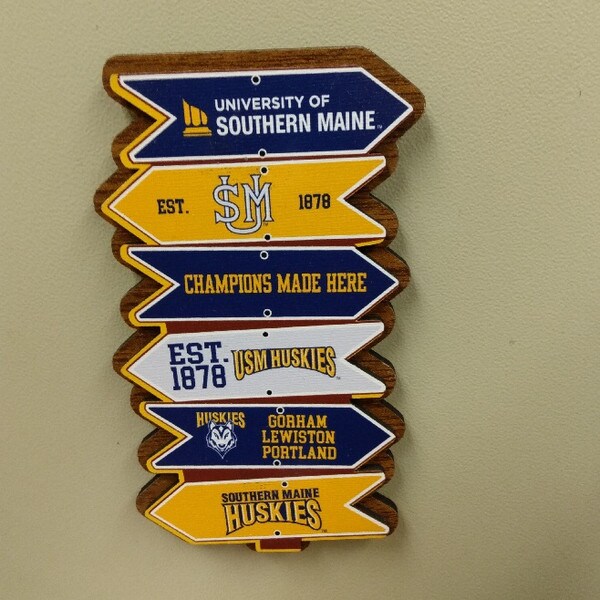 UNIVERSITY OF
SOUTHERN MAINE
EST. USM 1878
CHAMPIONS MADE HERE
EST.
1878
USM HUSKIES
HUSKIES
GORHAM
LEWISTON
PORTLAND
SOUTHERN MAINE
HUSKIES